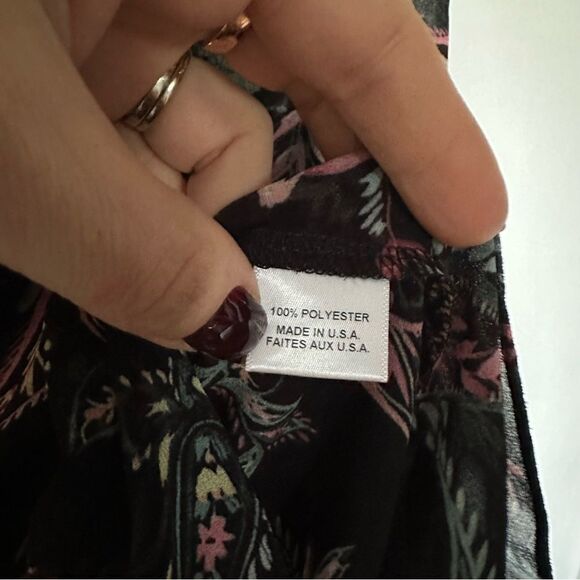 100% POLYESTER
MADE IN U.S.A.
FAITES AUX U.S.A.